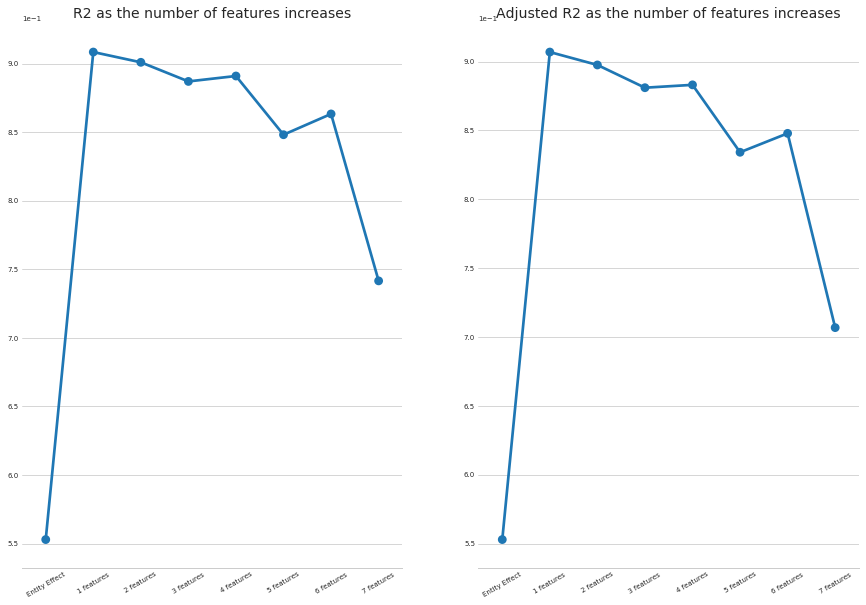 R2 as the number of features increases
1e−1
9.0
8.5
8.0
7.5
7.0
6.5
6.0
5.5
Entity Effect
1 features
2 features
3 features
4 features
5 features
6 features
7 features
Adjusted R2 as the number of features increases
1e−1
9.0
8.5
8.0
7.5
7.0
6.5
6.0
5.5
Entity Effect
1 features
2 features
3 features
4 features
5 features
6 features
7 features